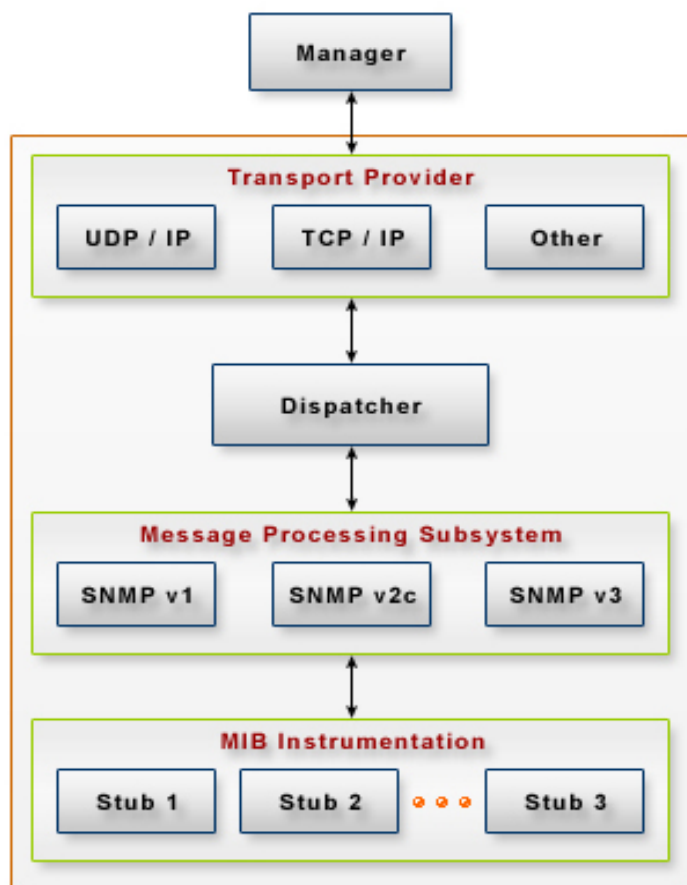 Manager
Transport Provider
UDP / IP
TCP / IP
Other
Dispatcher
Message Processing Subsystem
SNMP v1
SNMP v2c
SNMP v3
MIB Instrumentation
Stub 1
Stub 2
Stub 3